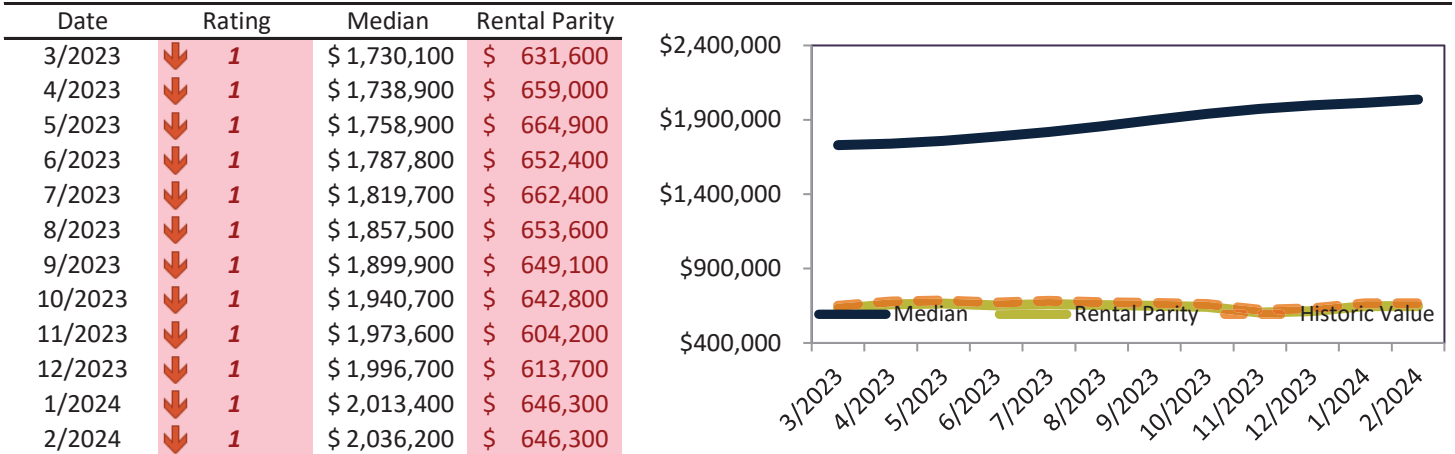 Date Rating Median Rental Parity
3/2023 1 $ 1,730,100 $ 631,600
4/2023 1 $ 1,738,900 $ 659,000
5/2023 1 $ 1,758,900 $ 664,900
6/2023 1 $ 1,787,800 $ 652,400
7/2023 1 $ 1,819,700 $ 662,400
8/2023 1 $ 1,857,500 $ 653,600
9/2023 1 $ 1,899,900 $ 649,100
10/2023 1 $ 1,940,700 $ 642,800
11/2023 1 $ 1,973,600 $ 604,200
12/2023 1 $ 1,996,700 $ 613,700
1/2024 1 $ 2,013,400 $ 646,300
2/2024 1 $ 2,036,200 $ 646,300
$2,400,000
$1,900,000
$1,400,000
$900,000
$400,000
Median Rental Parity Historic Value
3/2023 4/2023 5/2023 6/2023 7/2023 8/2023 9/2023 10/2023 11/2023 12/2023 1/2024 2/2024